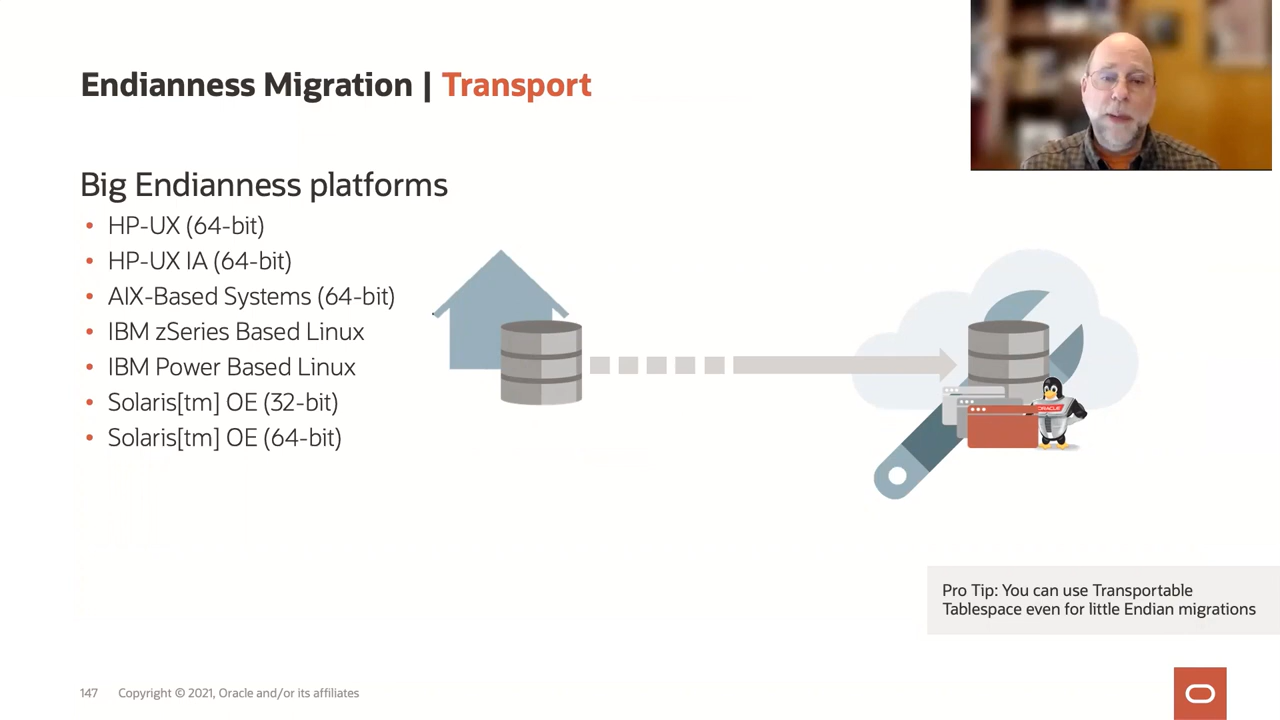 Endianness Migration | Transport
Big Endianness platforms
• HP-UX (64-bit)
• HP-UX IA (64-bit)
• AIX-Based Systems (64-bit)
• IBM zSeries Based Linux
• IBM Power Based Linux
• Solaris[tm] OE (32-bit)
• Solaris[tm] OE (64-bit)
ORACLE
Pro Tip: You can use Transportable
Tablespace even for little Endian migrations
147 Copyright © 2021, Oracle and/or its affiliates